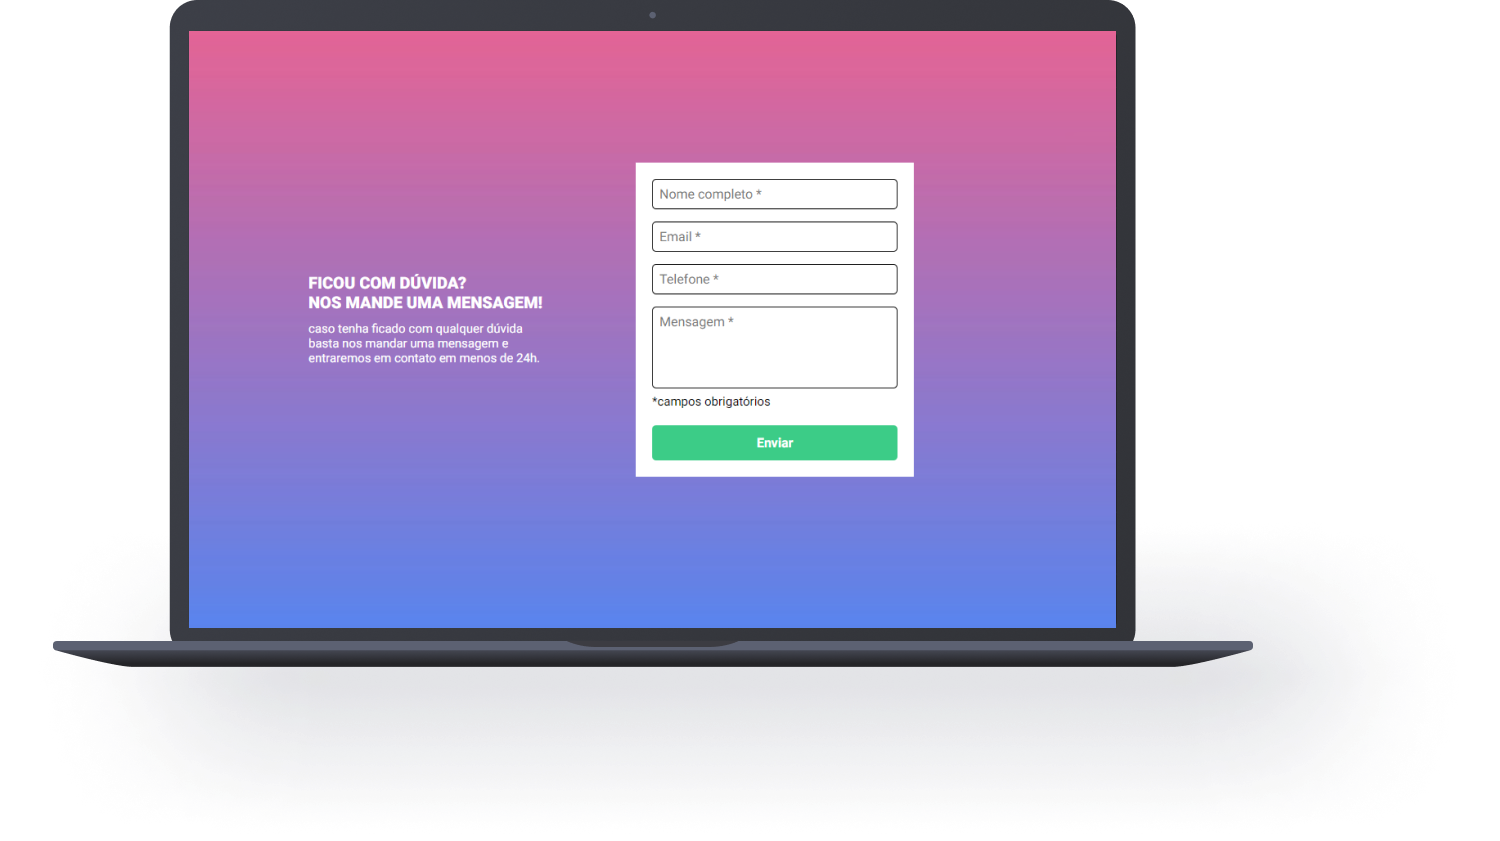 FICOU COM DÚVIDA?
NOS MANDE UMA MENSAGEM!
caso tenha ficado com qualquer dúvida
basta nos mandar uma mensagem e
entraremos em contato em menos de 24h.
Nome completo *
Email *
Telefone *
Mensagem *
*campos obrigatórios
Enviar